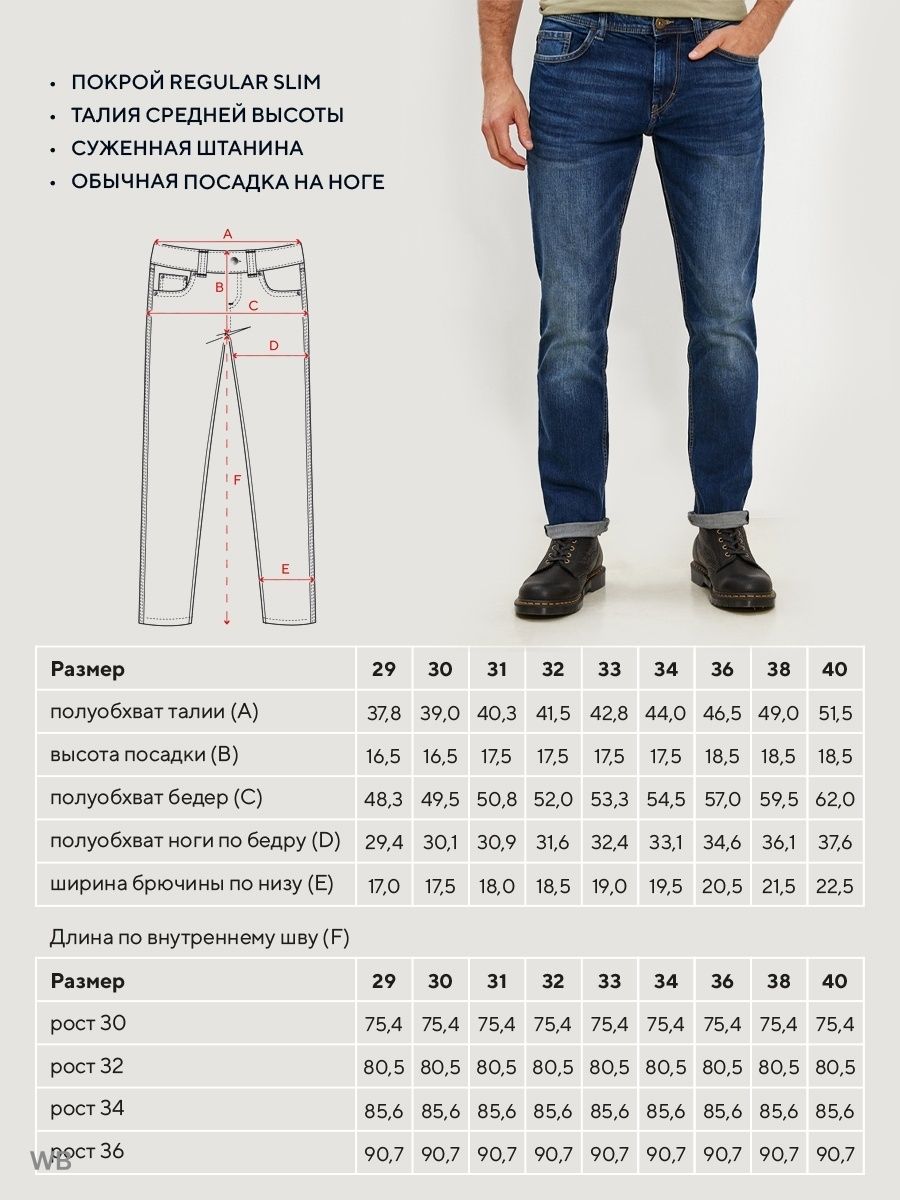 • ПОКРОЙ REGULAR SLIM
• ТАЛИЯ СРЕДНЕЙ ВЫСОТЫ
• СУЖЕННАЯ ШТАНИНА
• ОБЫЧНАЯ ПОСАДКА НА НОГЕ
A
B
C
D
F
E
Размер 29 30 31 32 33 34 36 38 40
полуобхват талии (A) 37,8 39,0 40,3 41,5 42,8 44,0 46,5 49,0 51,5
высота посадки (B) 16,5 16,5 17,5 17,5 17,5 17,5 18,5 18,5 18,5
полуобхват бедер (C) 48,3 49,5 50,8 52,0 53,3 54,5 57,0 59,5 62,0
полуобхват ноги по бедру (D) 29,4 30,1 30,9 31,6 32,4 33,1 34,6 36,1 37,6
ширина брючины по низу (E) 17,0 17,5 18,0 18,5 19,0 19,5 20,5 21,5 22,5
Длина по внутреннему шву (F)
Размер 29 30 31 32 33 34 36 38 40
рост 30 75,4 75,4 75,4 75,4 75,4 75,4 75,4 75,4 75,4
рост 32 80,5 80,5 80,5 80,5 80,5 80,5 80,5 80,5 80,5
рост 34 85,6 85,6 85,6 85,6 85,6 85,6 85,6 85,6 85,6
рост 36 90,7 90,7 90,7 90,7 90,7 90,7 90,7 90,7 90,7
WB